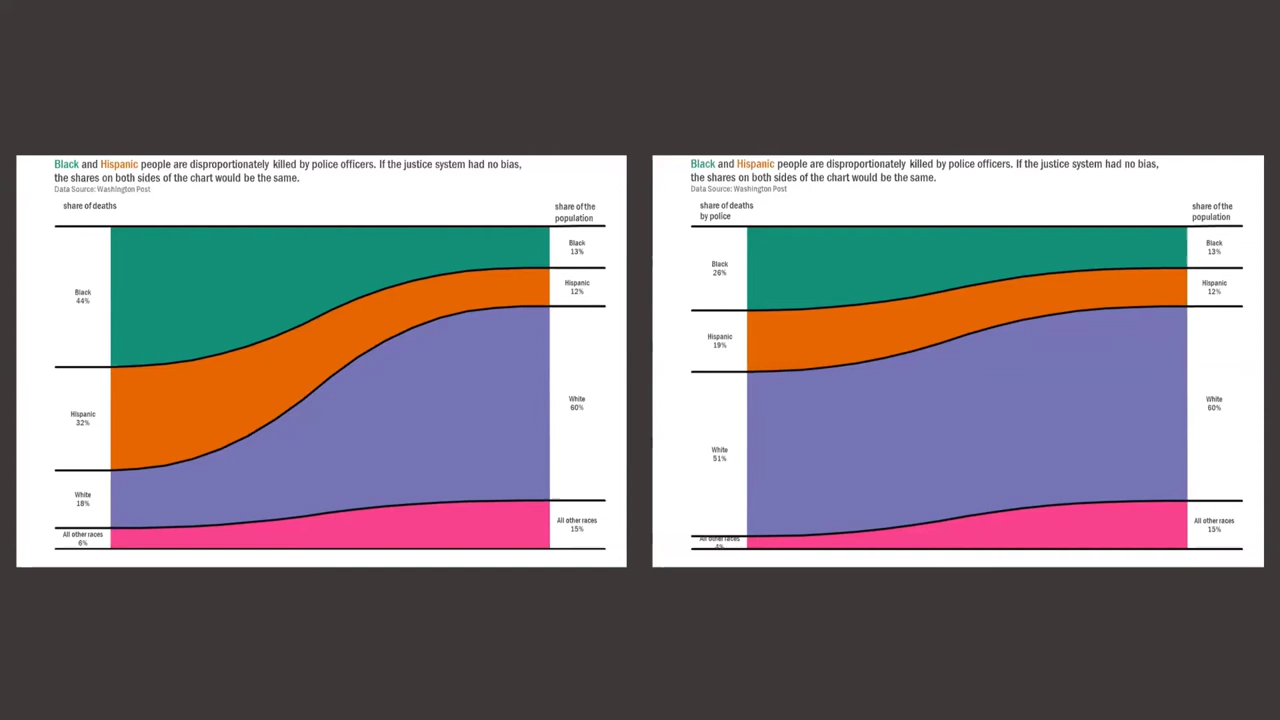 Black and Hispanic people are disproportionately killed by police officers. If the justice system had no bias,
the shares on both sides of the chart would be the same.
Data Source: Washington Post
share of deaths
share of the
population
Black
44%
Hispanic
32%
White
18%
All other races
6%
Black
13%
Hispanic
12%
White
60%
All other races
15%
Black and Hispanic people are disproportionately killed by police officers. If the justice system had no bias,
the shares on both sides of the chart would be the same.
Data Source: Washington Post
share of deaths
by police
share of the
population
Black
26%
Hispanic
19%
White
51%
All other races
4%
Black
13%
Hispanic
12%
White
60%
All other races
15%